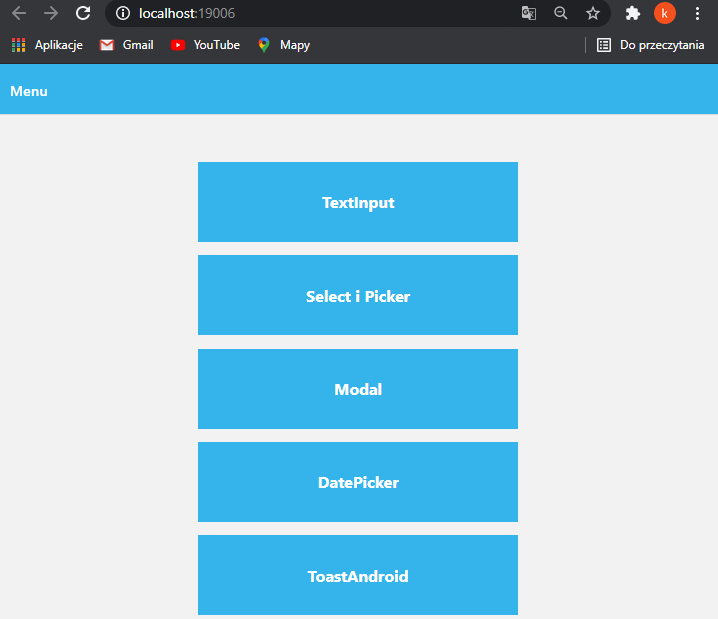 localhost:19006
k
Aplikacje Gmail YouTube Mapy Do przeczytania
Menu
TextInput
Select i Picker
Modal
DatePicker
ToastAndroid